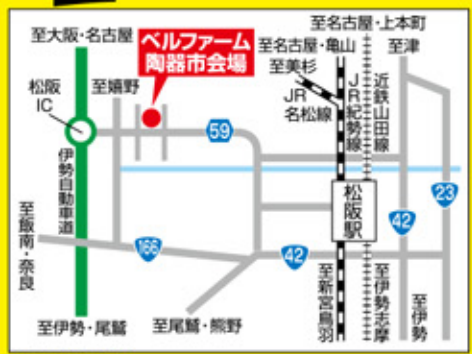 至大阪・名古屋
ベルファーム
陶器市会場
至名古屋・上本町
至名古屋・亀山
至津
至美杉
JR
名松線
JR紀勢線
近鉄山田線
松阪
IC
至嬉野
59
伊勢自動車道
松阪駅
23
42
至飯南・奈良
166
42
至伊勢・尾鷲
至尾鷲・熊野
至新宮鳥羽
至伊勢志摩
至伊勢